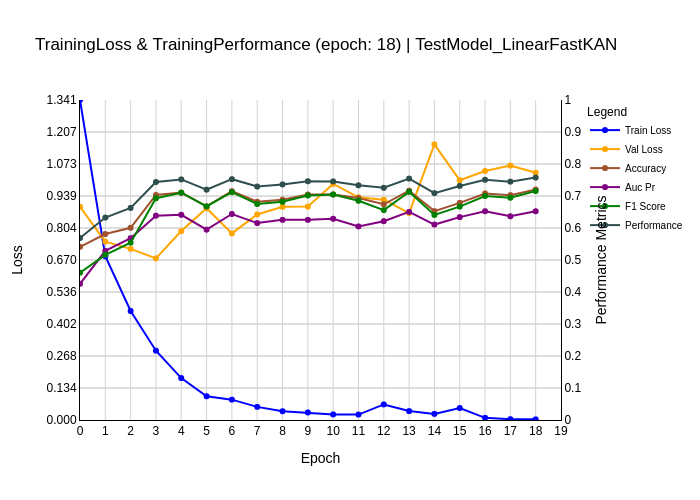 TrainingLoss & TrainingPerformance (epoch: 18) | TestModel_LinearFastKAN
1.341
1.207
1.073
0.939
0.804
0.670
0.536
0.402
0.268
0.134
0.000
Loss
0 1 2 3 4 5 6 7 8 9 10 11 12 13 14 15 16 17 18 19
Epoch
1
0.9
0.8
0.7
0.6
0.5
0.4
0.3
0.2
0.1
0
Performance Metrics
Legend
Train Loss
Val Loss
Accuracy
Auc Pr
F1 Score
Performance